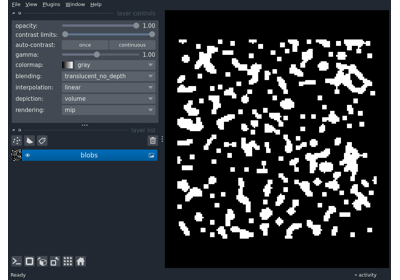 File View Plugins Window Help
layer controls
opacity: 1.00
contrast limits:
auto-contrast: once continuous
gamma: 1.00
colormap: gray
blending: translucent_no_depth
interpolation: linear
depiction: volume
rendering: mip
layer list
blobs
Ready activity